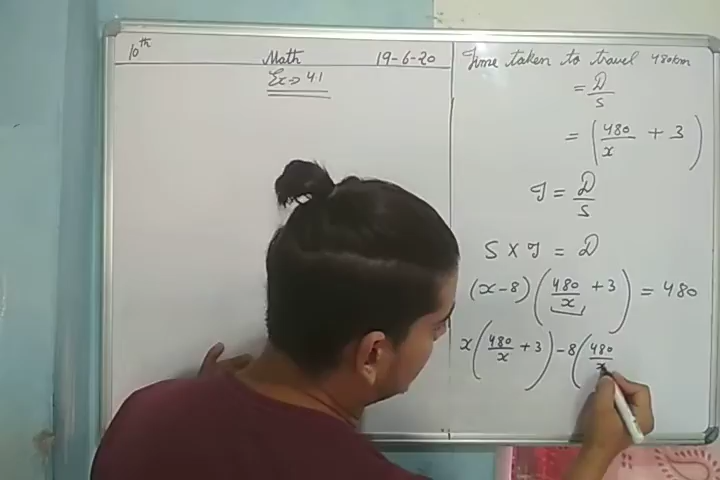 10th Math 19-6-20
Ex → 4.1
Time taken to travel 480km
= D/S
= (480/x + 3)
T = D/S
S X T = D
(x-8) (480/x + 3) = 480
x (480/x + 3) - 8 (480/x